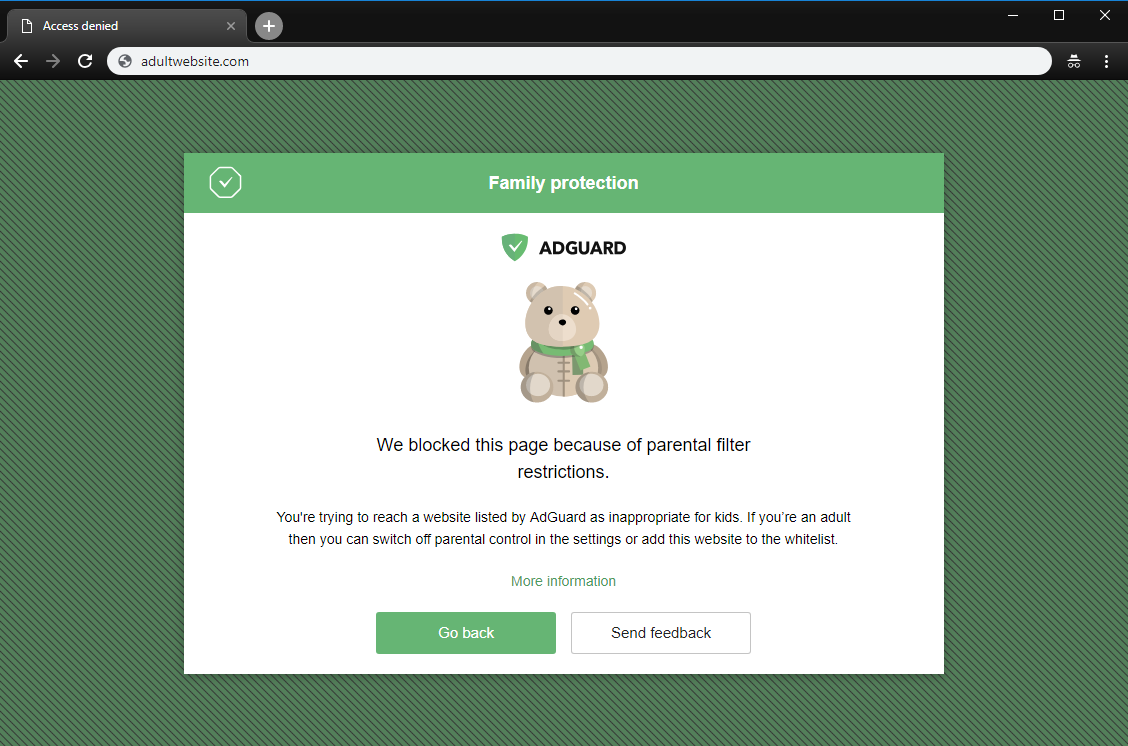 Access denied
adultwebsite.com
Family protection
ADGUARD
We blocked this page because of parental filter
restrictions.
You're trying to reach a website listed by AdGuard as inappropriate for kids. If you’re an adult
then you can switch off parental control in the settings or add this website to the whitelist.
More information
Go back
Send feedback